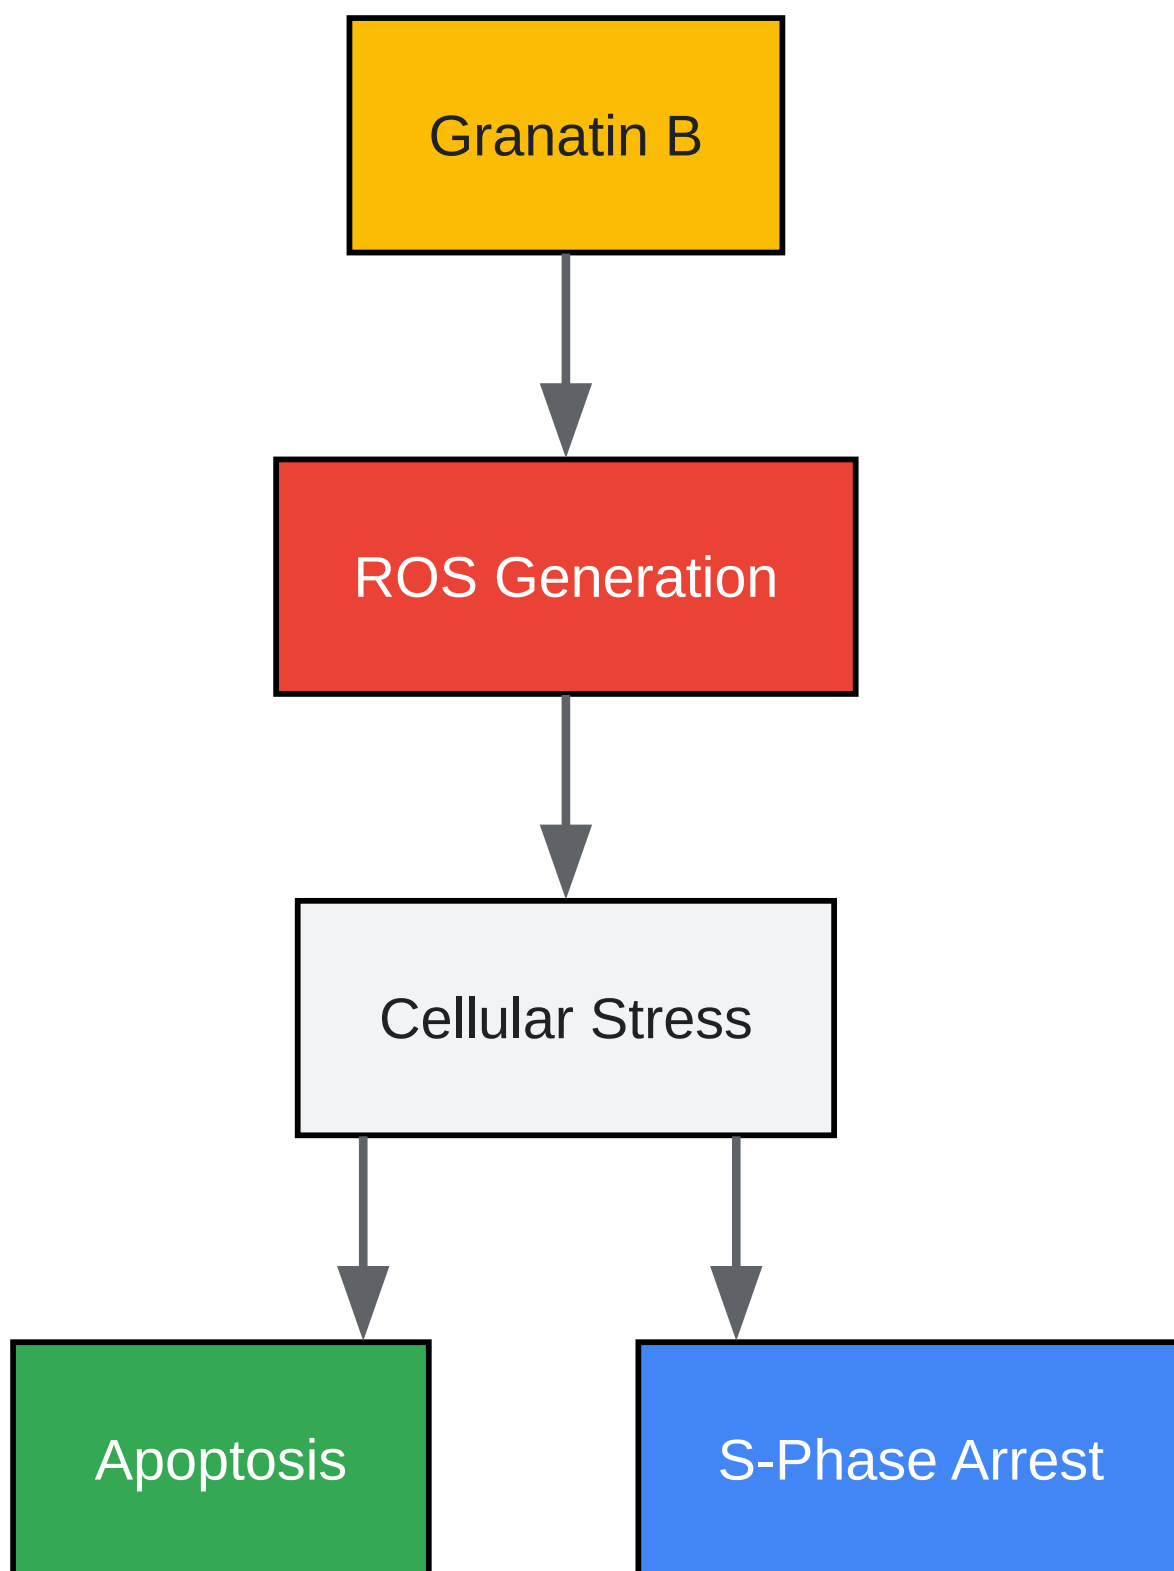 Granatin B
ROS Generation
Cellular Stress
Apoptosis
S-Phase Arrest